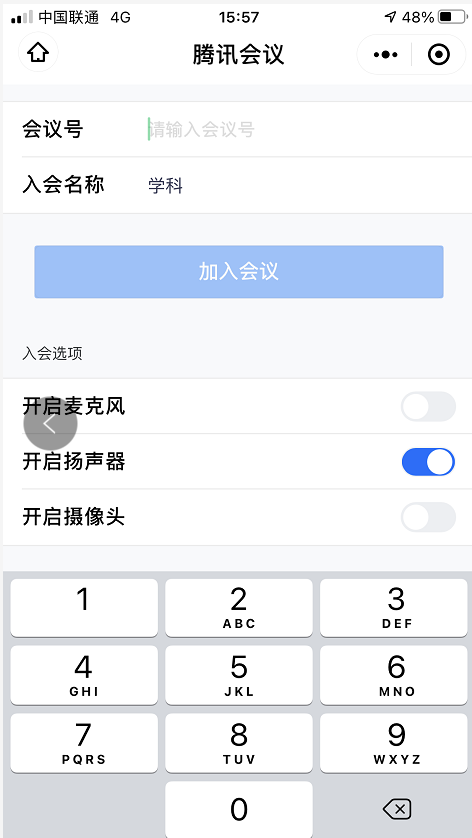 中国联通 4G 15:57 48%
腾讯会议
会议号 请输入会议号
入会名称 学科
加入会议
入会选项
开启麦克风
开启扬声器
开启摄像头
1 2 3
ABC DEF
4 5 6
GHI JKL MNO
7 8 9
PQRS TUV WXYZ
0